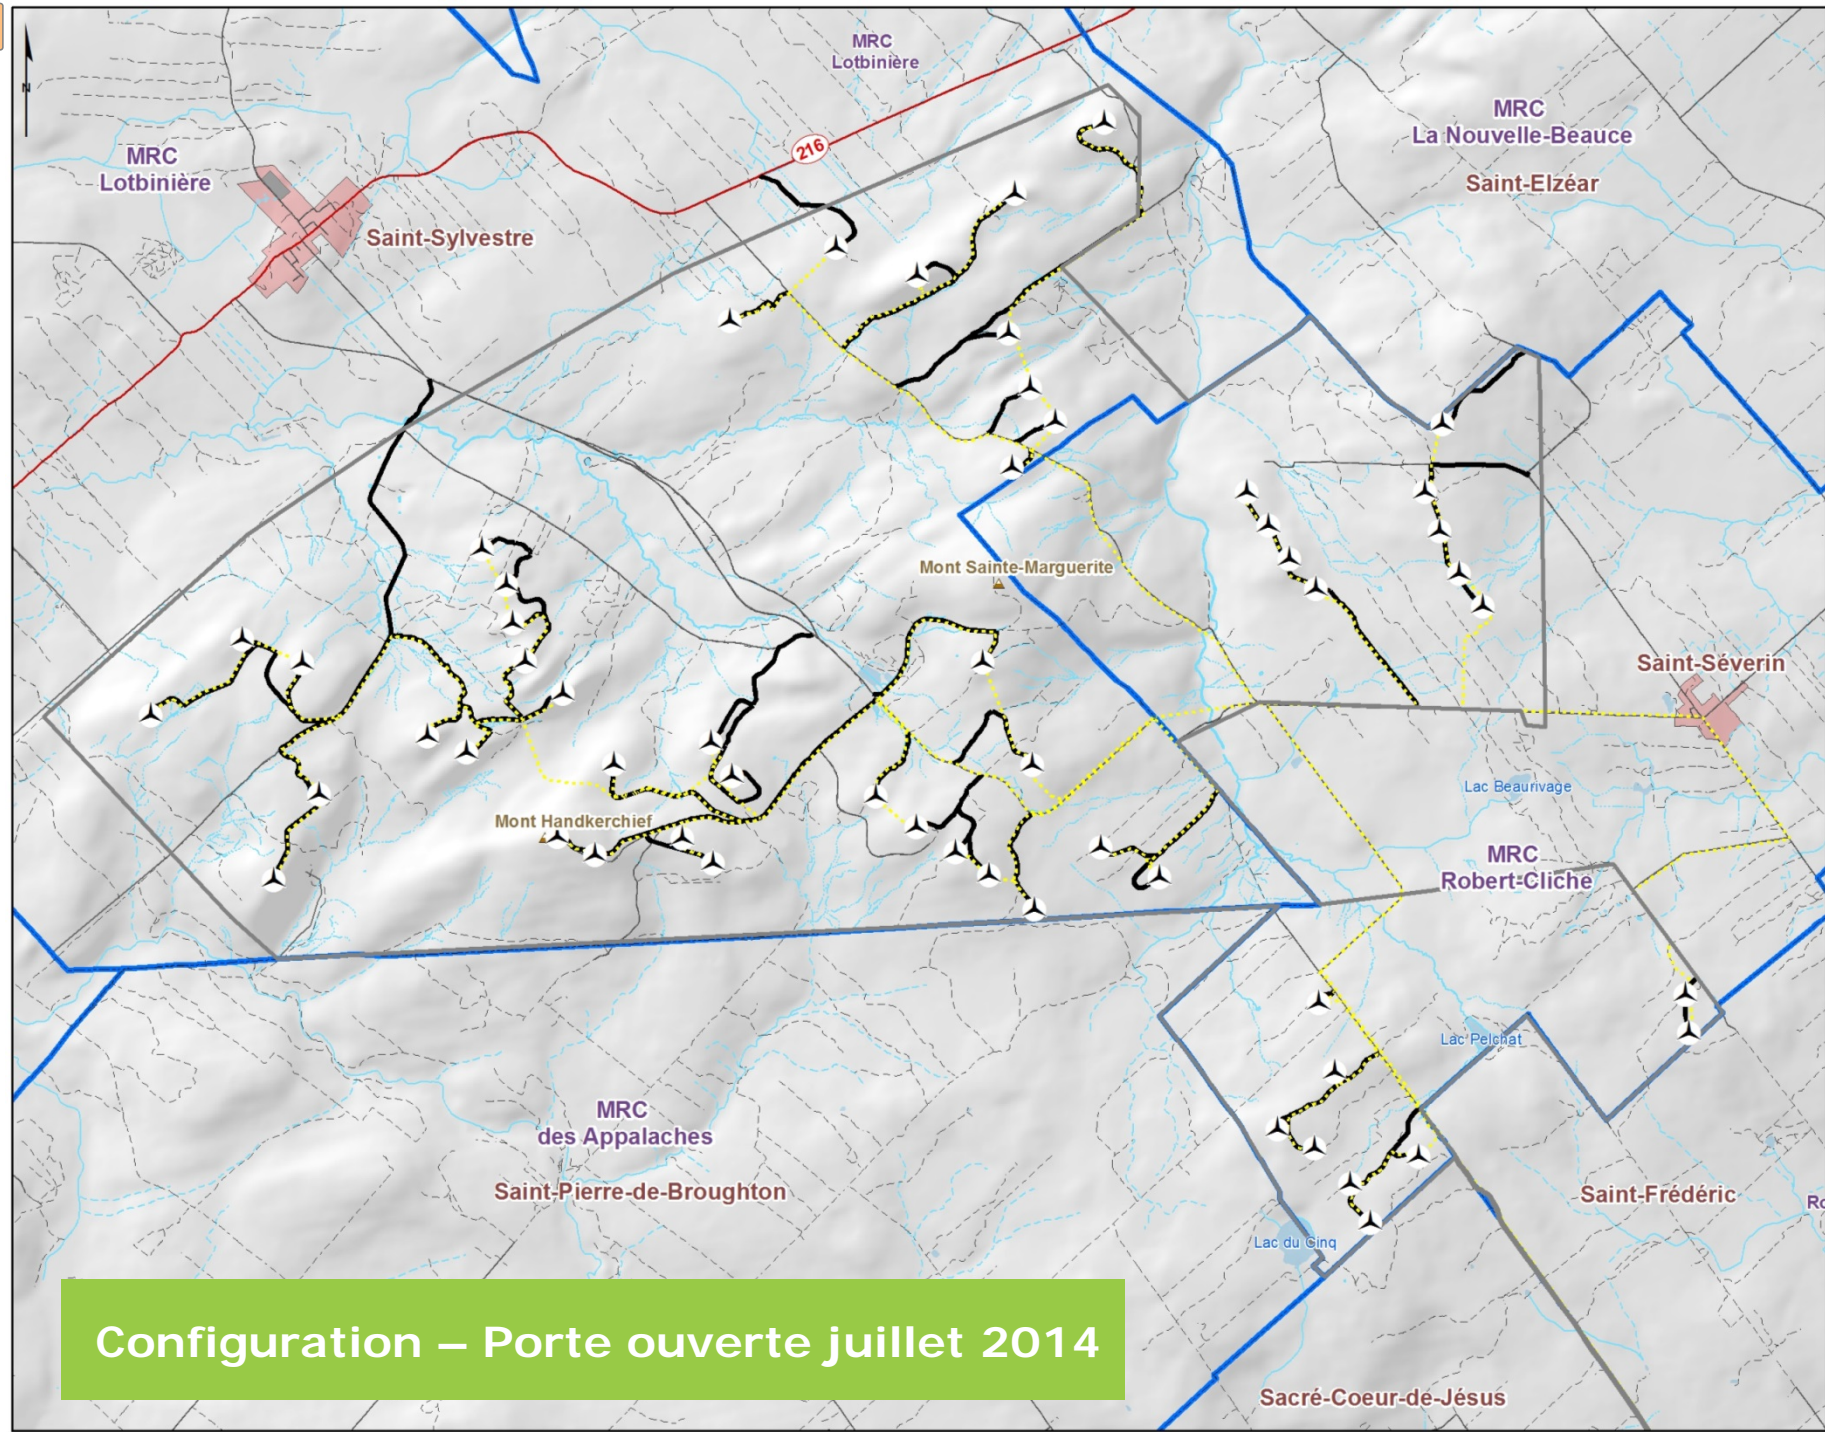 N
MRC
Lotbinière
MRC
La Nouvelle-Beauce
Saint-Elzéar
216
MRC
Lotbinière
Saint-Sylvestre
Mont Sainte-Marguerite
Saint-Séverin
Lac Beaurivage
Mont Handkerchief
MRC
Robert-Cliche
Lac Pelchat
MRC
des Appalaches
Saint-Pierre-de-Broughton
Saint-Frédéric
Ro
Lac du Cinq
Configuration – Porte ouverte juillet 2014
Sacré-Coeur-de-Jésus